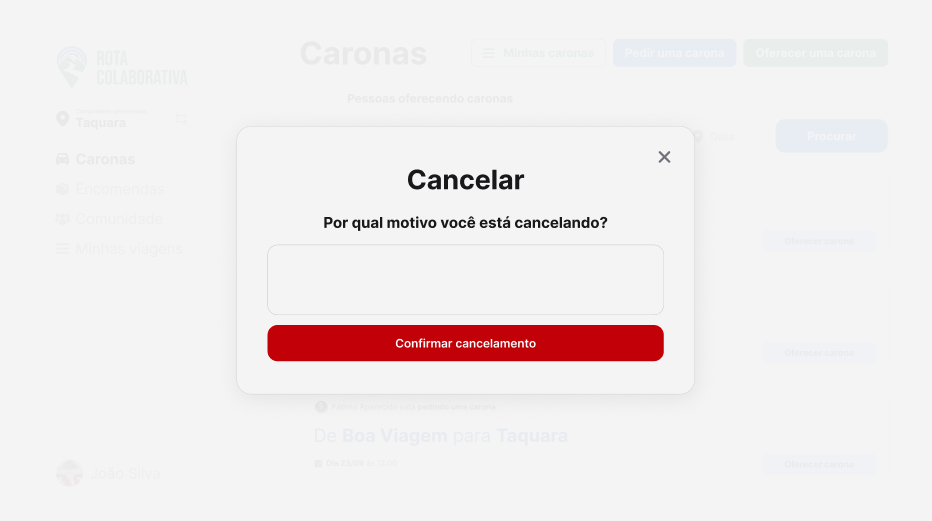 ROTA
COLABORATIVA
Taquara
Caronas
Encomendas
Comunidade
Minhas Viagens
João Silva
Caronas
Minhas caronas
Pedir uma carona
Oferecer uma carona
Pessoas oferecendo caronas
Procurar
Cancelar
Por qual motivo você está cancelando?
Confirmar cancelamento
Oferecer carona
Oferecer carona
De Boa Viagem para Taquara
Oferecer carona